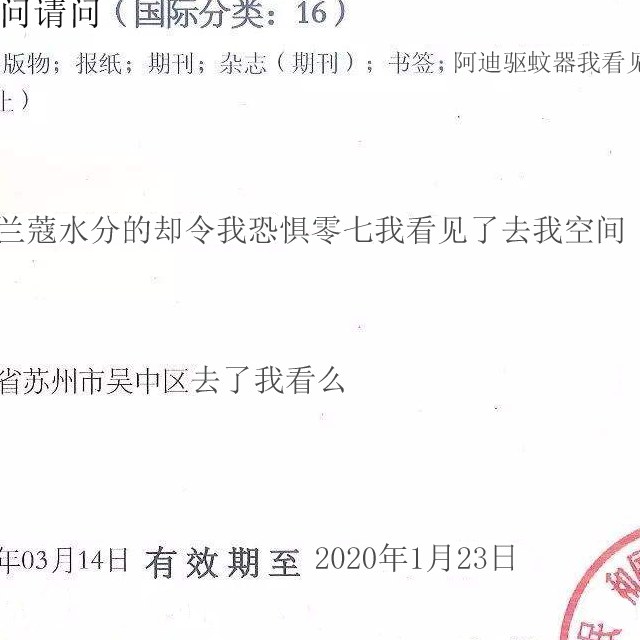 问请问（国际分类：16）
版物；报纸；期刊；杂志（期刊）；书签；阿迪驱蚊器我看见
上）
兰蔻水分的却令我恐惧零七我看见了去我空间
省苏州市吴中区去了我看么
年03月14日 有效期至 2020年1月23日